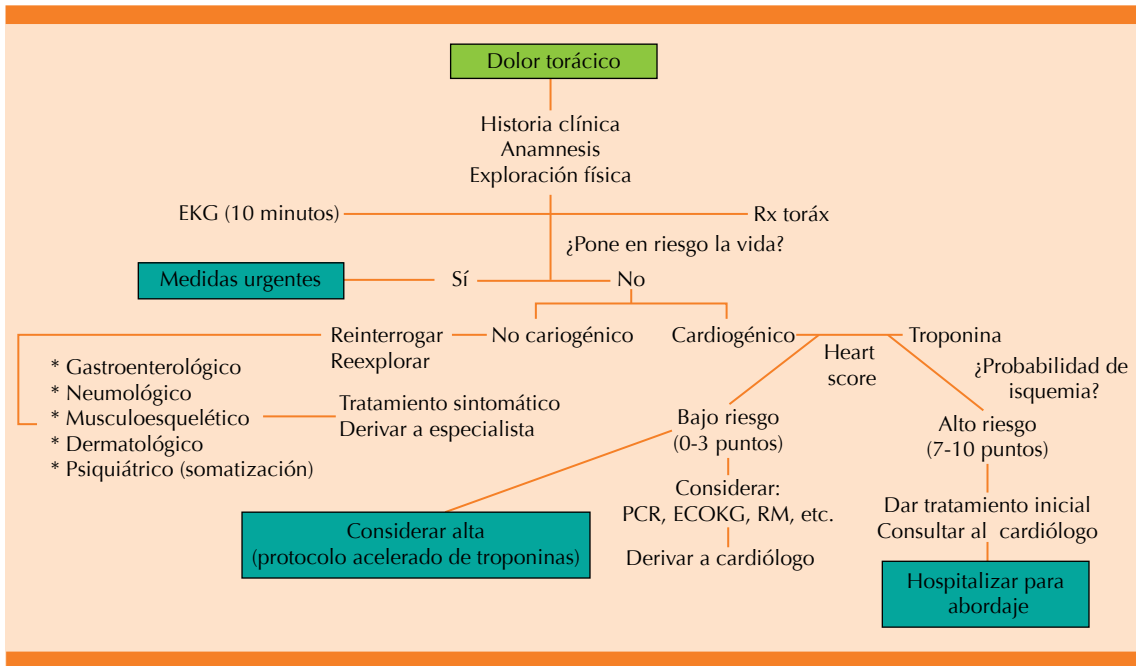 Dolor torácico
Historia clínica
Anamnesis
Exploración física
EKG (10 minutos)
Rx toráx
¿Pone en riesgo la vida?
Medidas urgentes
Sí
No
Reinterrogar
Reexplorar
No cariogénico
Cardiogénico
Troponina
Heart
score
¿Probabilidad de
isquemia?
* Gastroenterológico
* Neumológico
* Musculoesquelético
* Dermatológico
* Psiquiátrico (somatización)
Tratamiento sintomático
Derivar a especialista
Bajo riesgo
(0-3 puntos)
Alto riesgo
(7-10 puntos)
Considerar:
PCR, ECOKG, RM, etc.
Derivar a cardiólogo
Dar tratamiento inicial
Consultar al cardiólogo
Considerar alta
(protocolo acelerado de troponinas)
Hospitalizar para
abordaje